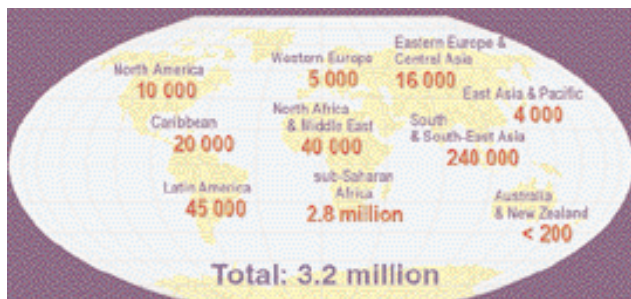 North America
10 000
Western Europe
5 000
Eastern Europe &
Central Asia
16 000
East Asia & Pacific
4 000
Caribbean
20 000
North Africa
& Middle East
40 000
South
& South-East Asia
240 000
Latin America
45 000
sub-Saharan
Africa
2.8 million
Australia
& New Zealand
< 200
Total: 3.2 million